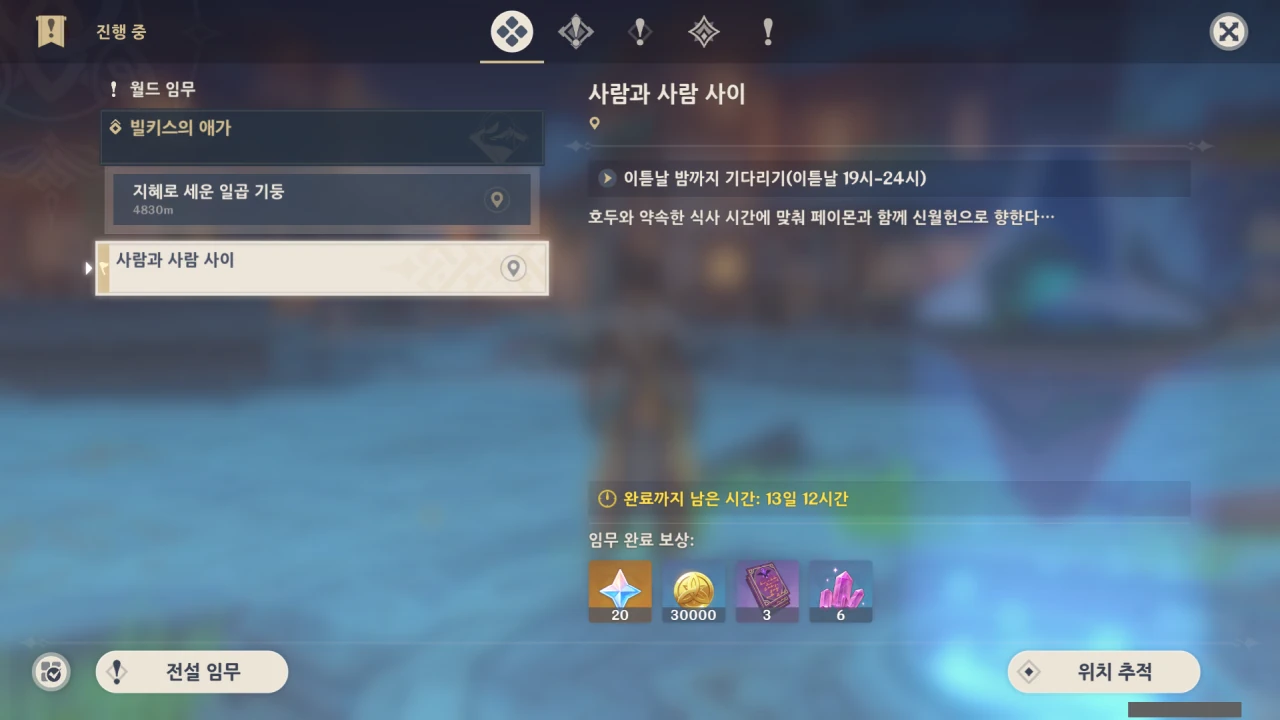 진행 중
월드 임무
빌키스의 애가
지혜로 세운 일곱 기둥
4830m
사람과 사람 사이
사람과 사람 사이
이튿날 밤까지 기다리기(이튿날 19시-24시)
호두와 약속한 식사 시간에 맞춰 페이몬과 함께 신월헌으로 향한다…
완료까지 남은 시간: 13일 12시간
임무 완료 보상:
20
30000
3
6
전설 임무
위치 추적